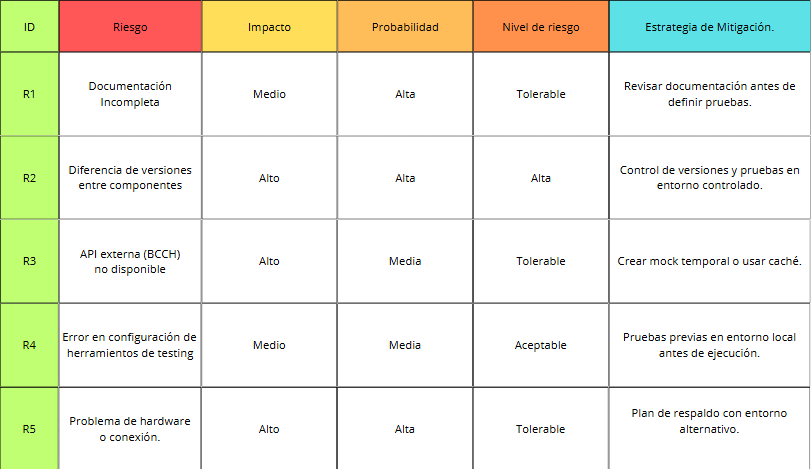 ID Riesgo Impacto Probabilidad Nivel de riesgo Estrategia de Mitigación.
R1
Documentación
Incompleta
Medio
Alta
Tolerable
Revisar documentación antes de
definir pruebas.
R2
Diferencia de versiones
entre componentes
Alto
Alta
Alta
Control de versiones y pruebas en
entorno controlado.
R3
API externa (BCCH)
no disponible
Alto
Media
Tolerable
Crear mock temporal o usar caché.
R4
Error en configuración de
herramientos de testing
Medio
Media
Aceptable
Pruebas previas en entorno local
antes de ejecución.
R5
Problema de hardware
o conexión.
Alto
Alta
Tolerable
Plan de respaldo con entorno
alternativo.